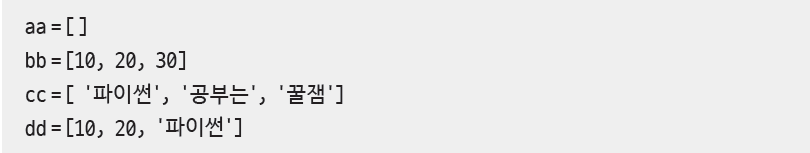 aa=[]
bb=[10, 20, 30]
cc=[ '파이썬', '공부는', '꿀잼']
dd=[10, 20, '파이썬']